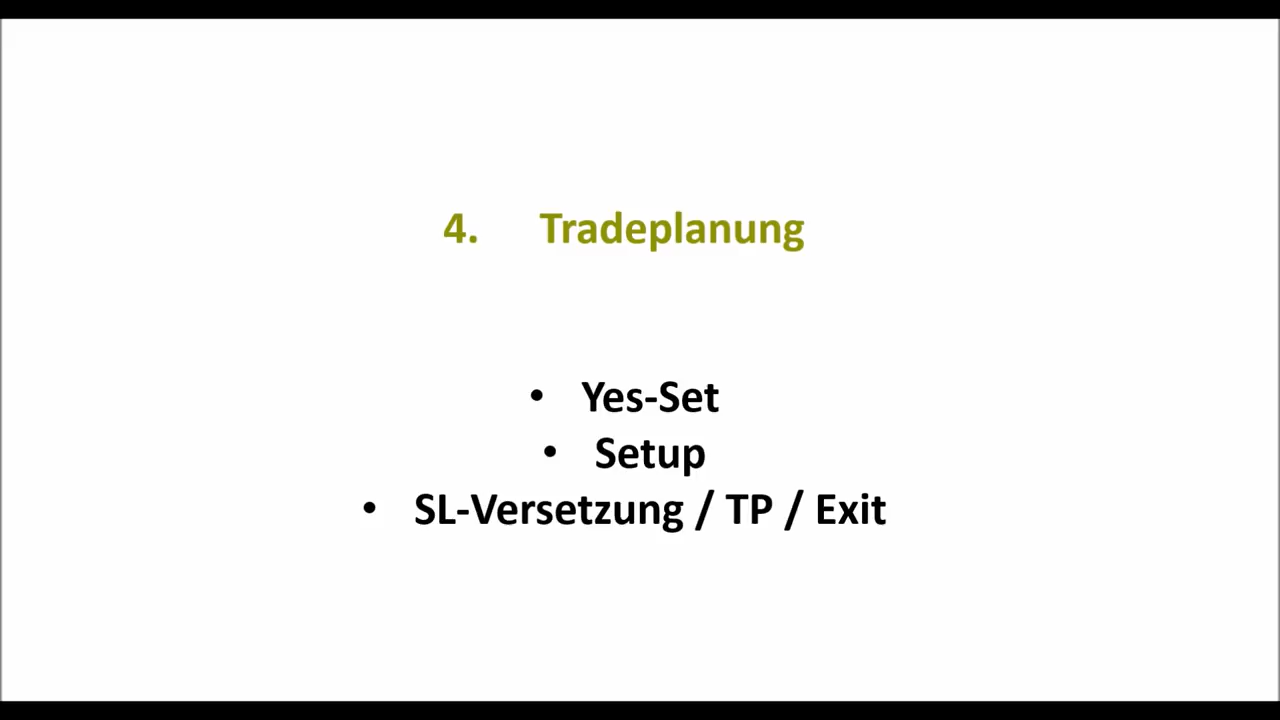 4. Tradeplanung
• Yes-Set
• Setup
• SL-Versetzung / TP / Exit